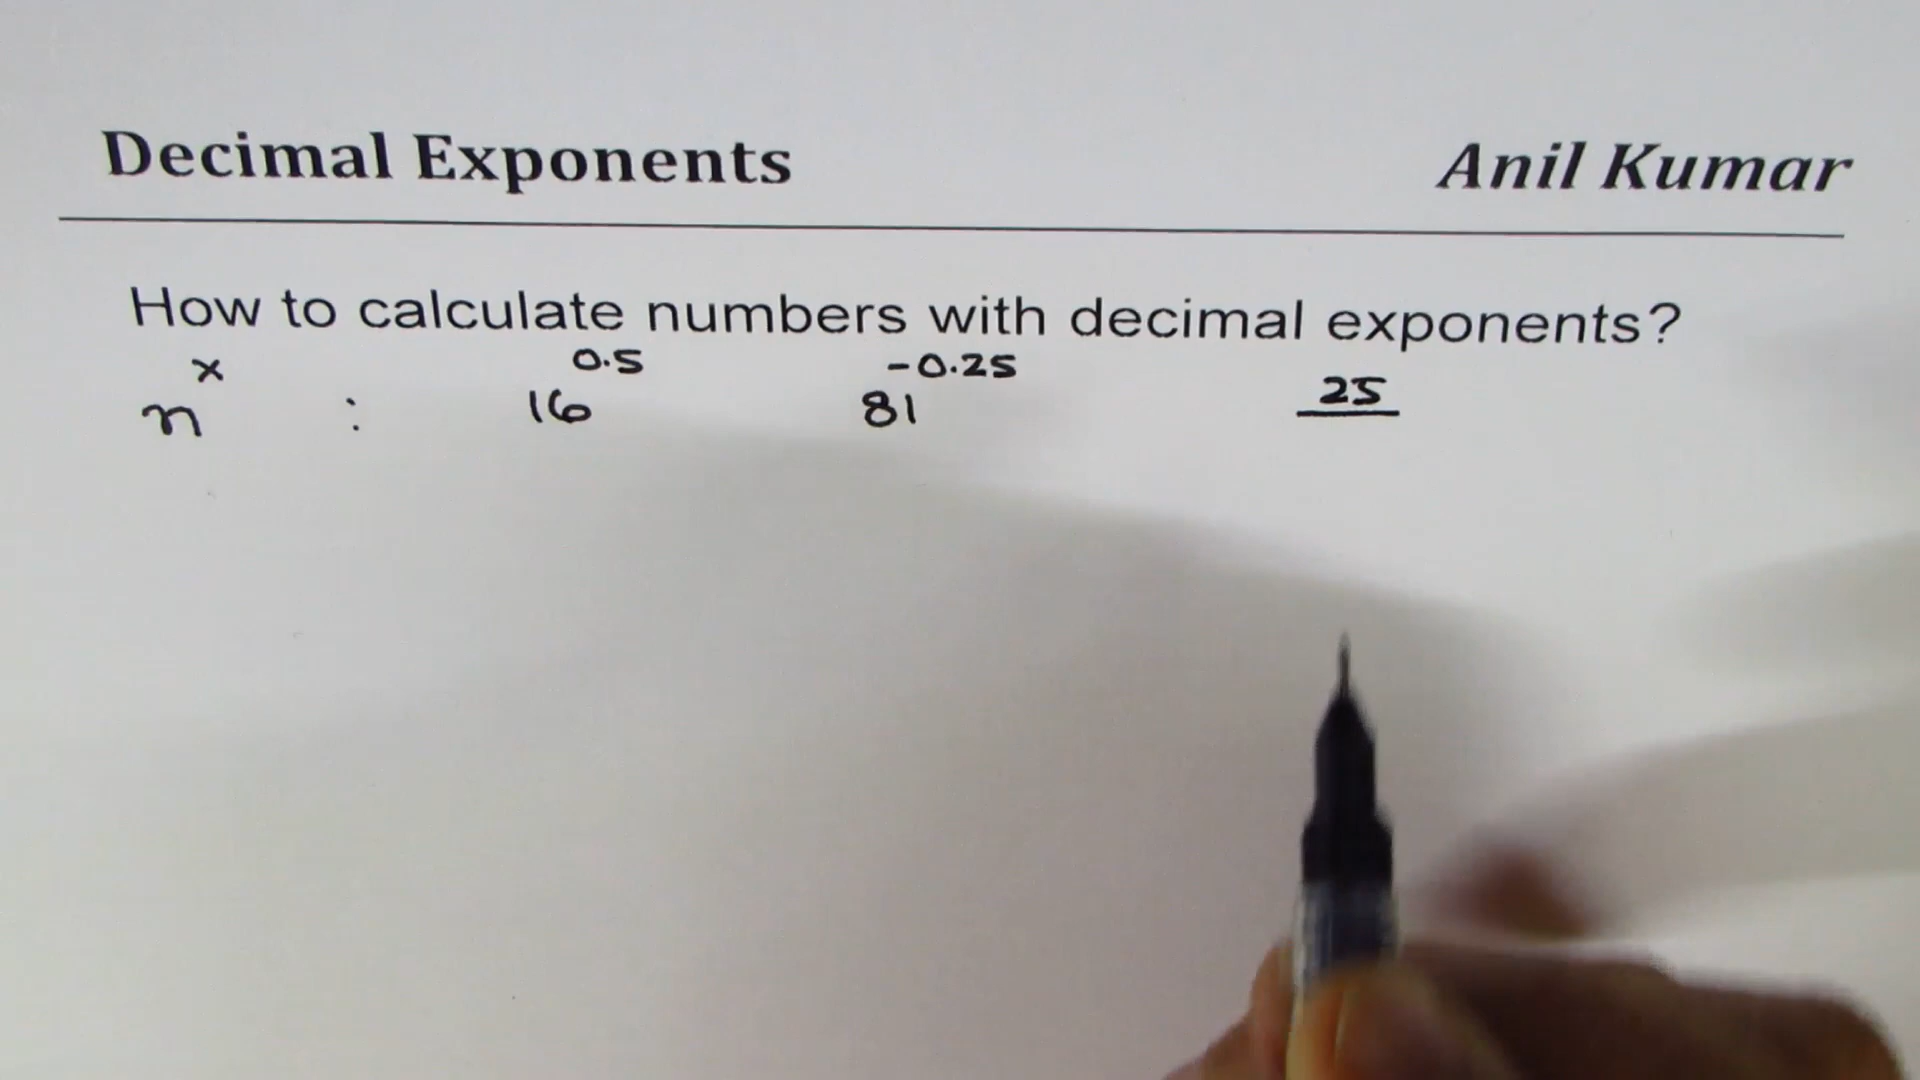 Decimal Exponents Anil Kumar
How to calculate numbers with decimal exponents?
n^x : 16^0.5 81^-0.25 25